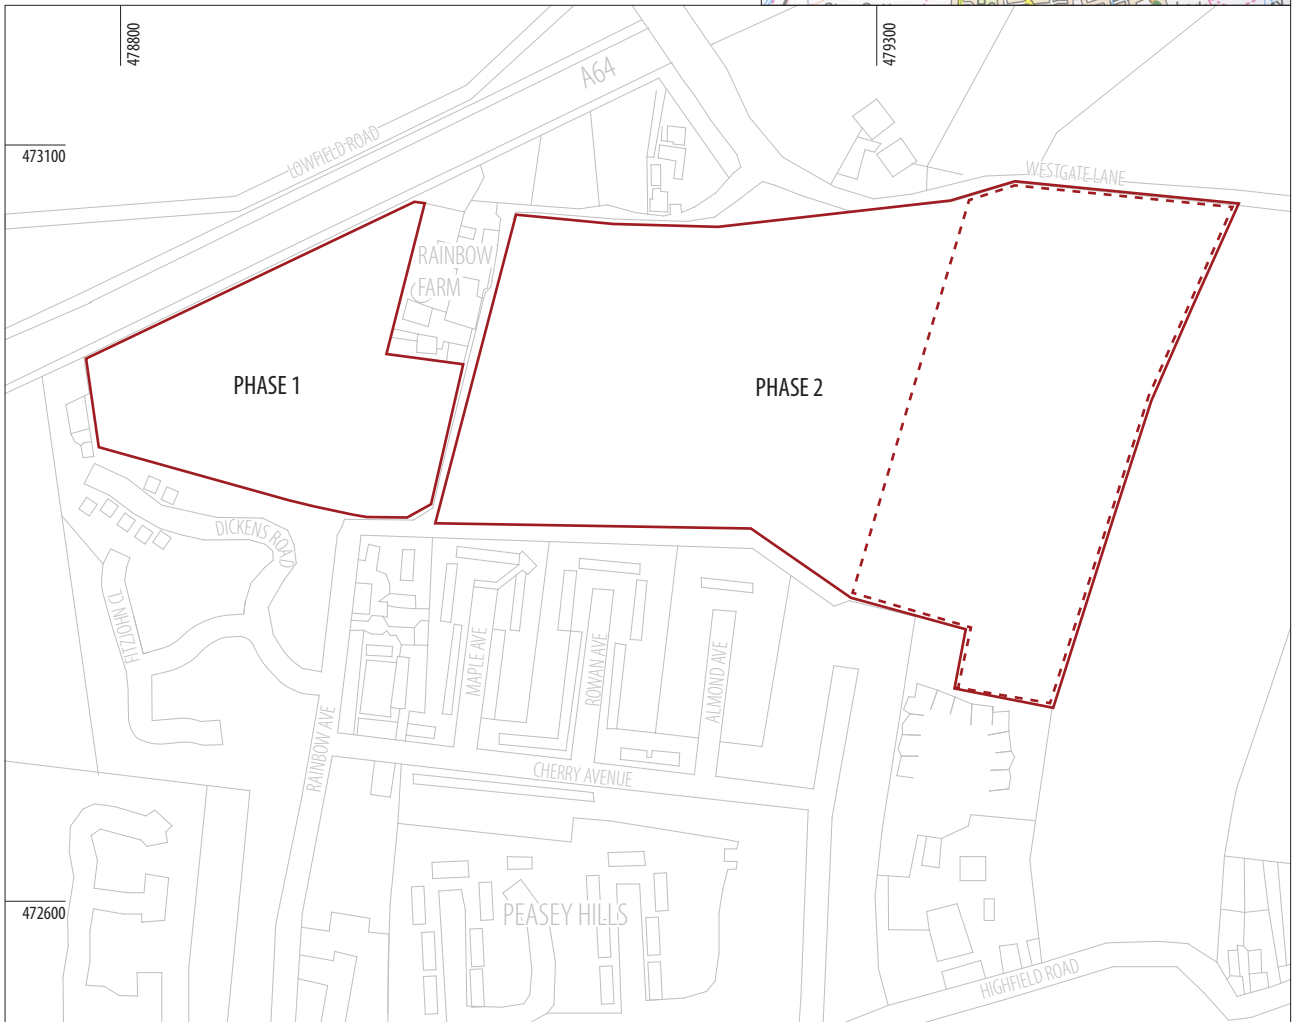 478800
479300
A64
LOWFIELD ROAD
473100
WESTGATE LANE
RAINBOW
FARM
PHASE 1
PHASE 2
DICKENS ROAD
FITZJOHN CL
MAPLE AVE
ROWAN AVE
ALMOND AVE
RAINBOW AVE
CHERRY AVENUE
472600
PEASEY HILLS
HIGHFIELD ROAD